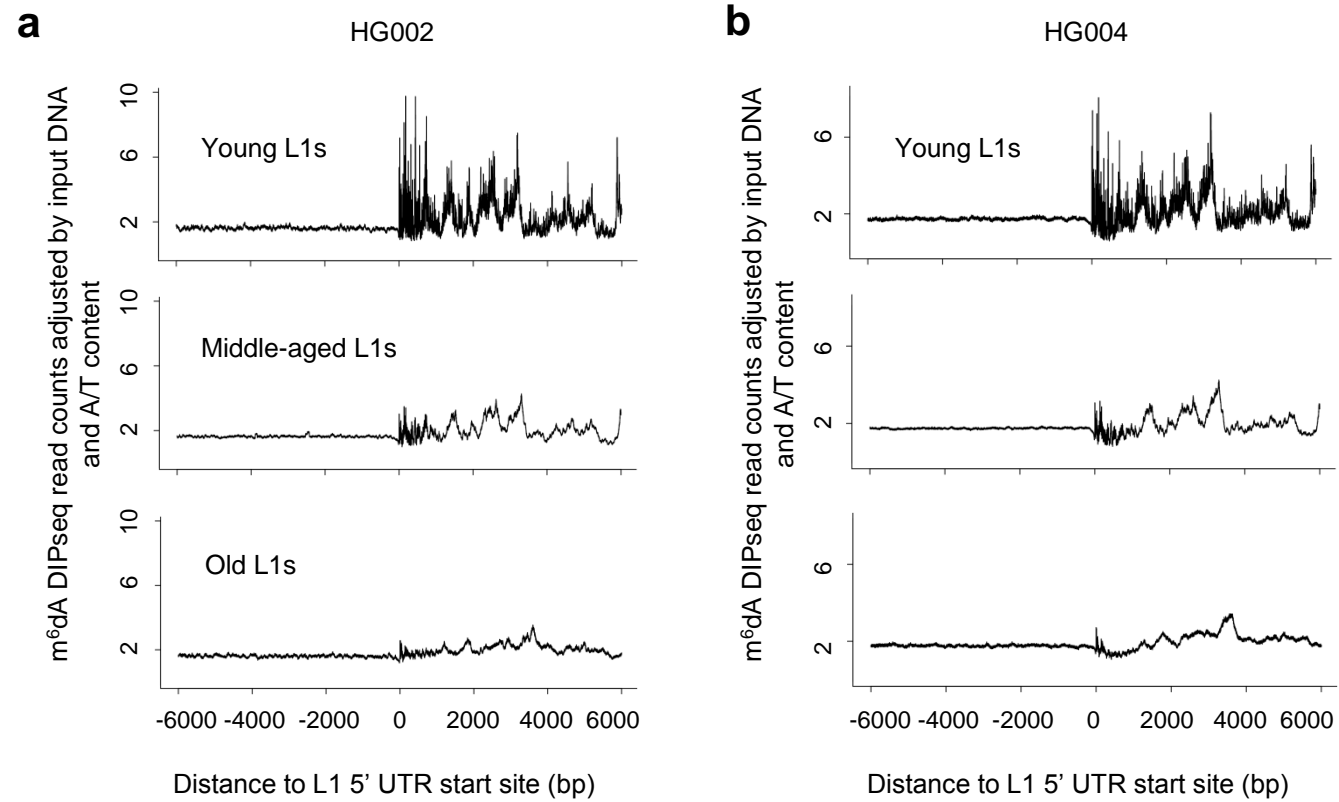 a
HG002
m⁶dA DIPseq read counts adjusted by input DNA
and A/T content
10
6
2
Young L1s
10
6
2
Middle-aged L1s
10
6
2
Old L1s
-6000 -4000 -2000 0 2000 4000 6000
Distance to L1 5' UTR start site (bp)
b
HG004
m⁶dA DIPseq read counts adjusted by input DNA
and A/T content
6
2
Young L1s
6
2
6
2
-6000 -4000 -2000 0 2000 4000 6000
Distance to L1 5' UTR start site (bp)